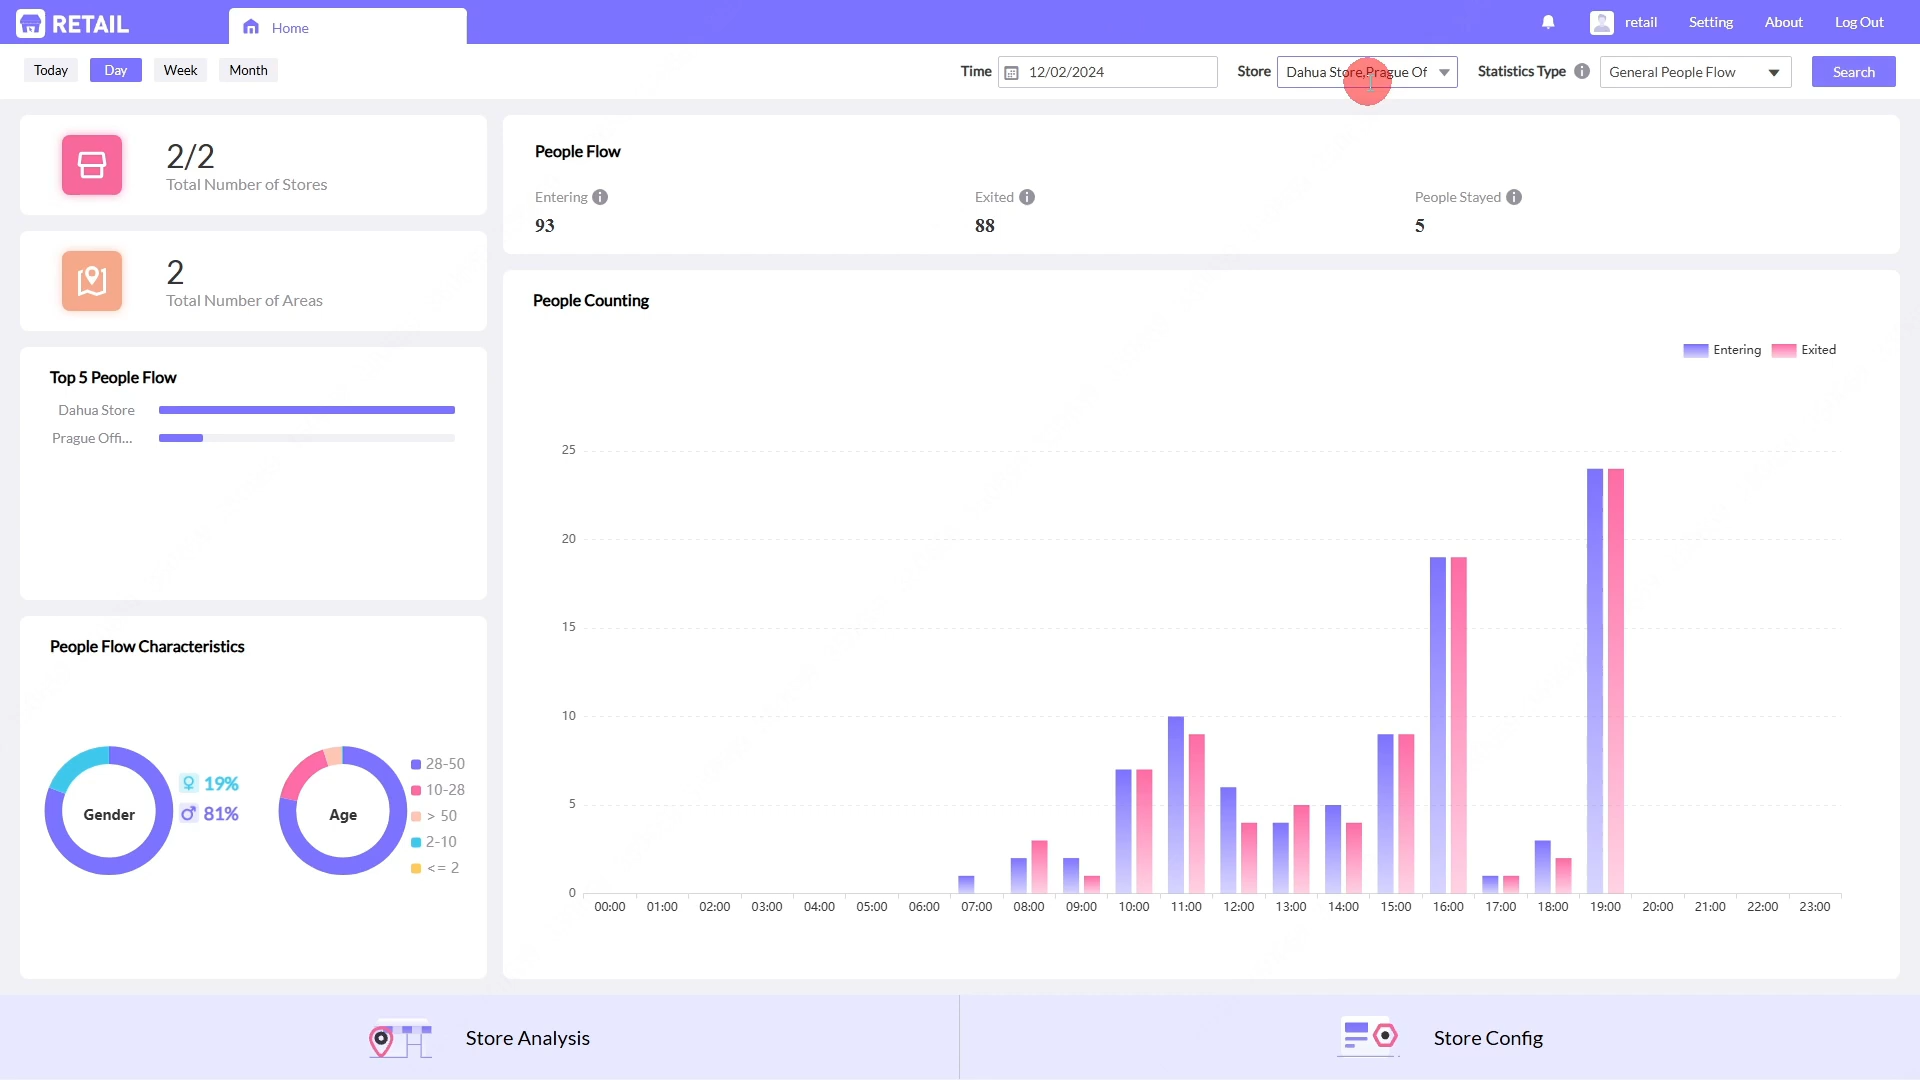 RETAIL
Home
retail
Setting
About
Log Out
Today
Day
Week
Month
Time
12/02/2024
Store
Dahua Store,Prague Of
Statistics Type
General People Flow
Search
2/2
Total Number of Stores
2
Total Number of Areas
Top 5 People Flow
Dahua Store
Prague Offi...
People Flow Characteristics
Gender
19%
81%
Age
28-50
10-28
> 50
2-10
<= 2
People Flow
Entering
93
Exited
88
People Stayed
5
People Counting
Entering
Exited
25
20
15
10
5
0
00:00 01:00 02:00 03:00 04:00 05:00 06:00 07:00 08:00 09:00 10:00 11:00 12:00 13:00 14:00 15:00 16:00 17:00 18:00 19:00 20:00 21:00 22:00 23:00
Store Analysis
Store Config